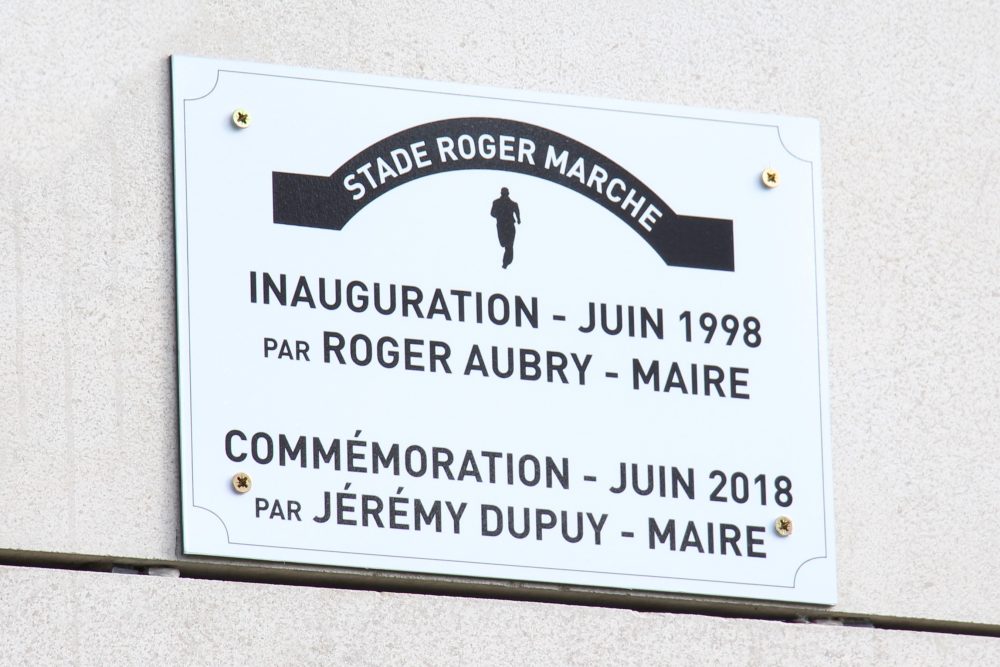 STADE ROGER MARCHE
INAUGURATION - JUIN 1998
PAR ROGER AUBRY - MAIRE
COMMÉMORATION - JUIN 2018
PAR JÉRÉMY DUPUY - MAIRE